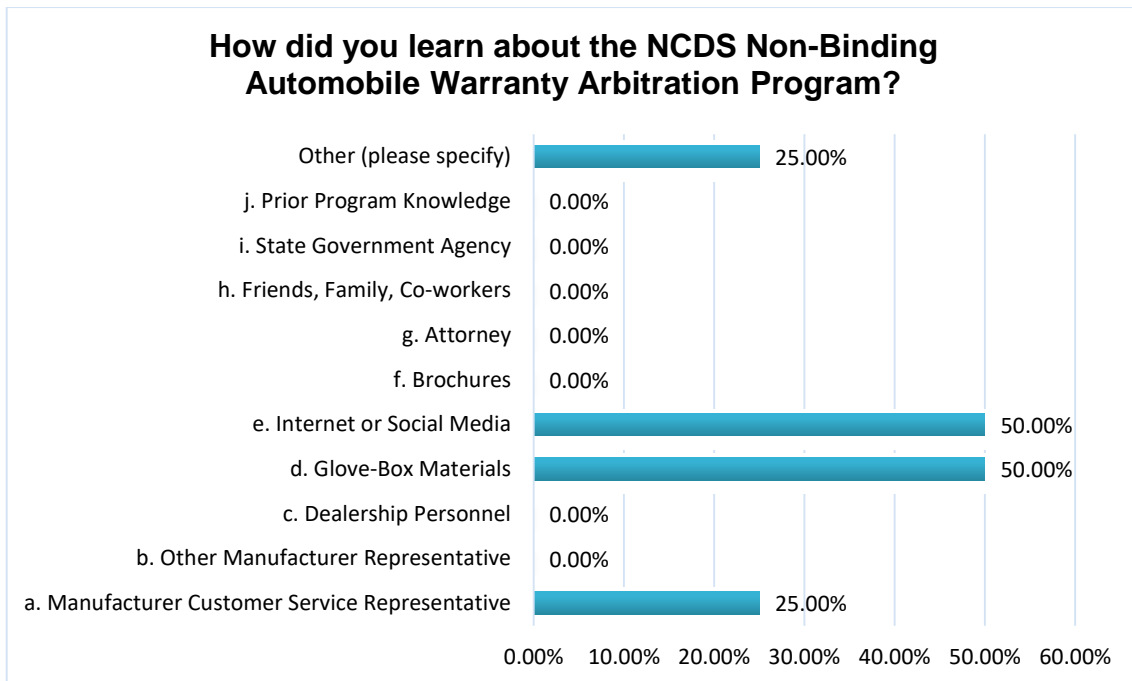 How did you learn about the NCDS Non-Binding
Automobile Warranty Arbitration Program?
Other (please specify) 25.00%
j. Prior Program Knowledge 0.00%
i. State Government Agency 0.00%
h. Friends, Family, Co-workers 0.00%
g. Attorney 0.00%
f. Brochures 0.00%
e. Internet or Social Media 50.00%
d. Glove-Box Materials 50.00%
c. Dealership Personnel 0.00%
b. Other Manufacturer Representative 0.00%
a. Manufacturer Customer Service Representative 25.00%
0.00% 10.00% 20.00% 30.00% 40.00% 50.00% 60.00%